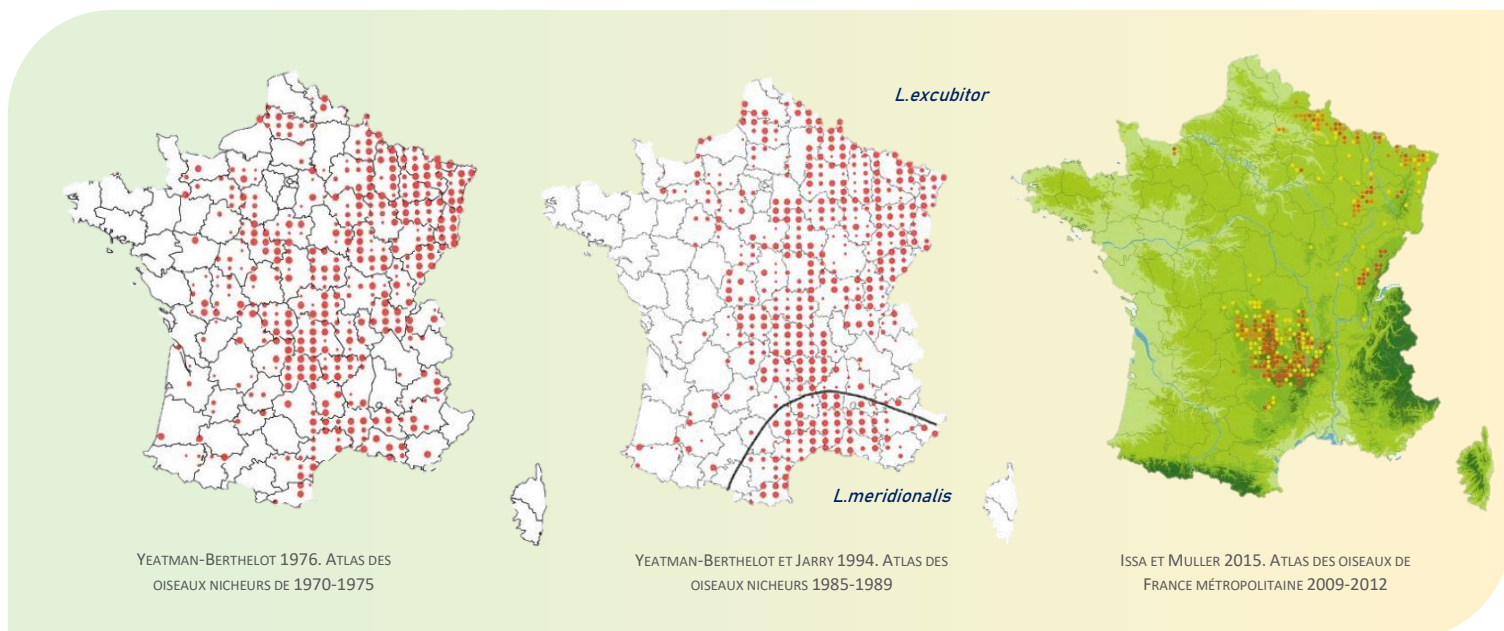 L.excubitor
L.meridionalis
YEATMAN-BERTHELOT 1976. ATLAS DES
OISEAUX NICHEURS DE 1970-1975
YEATMAN-BERTHELOT ET JARRY 1994. ATLAS DES
OISEAUX NICHEURS 1985-1989
ISSA ET MULLER 2015. ATLAS DES OISEAUX DE
FRANCE MÉTROPOLITAINE 2009-2012